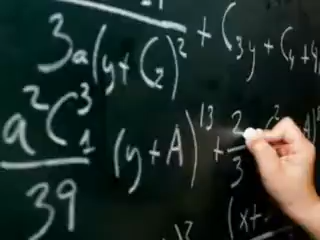 3a(y+C₂)² + C₃y + C₄+y
a²C₁³/39 (y+A)¹³ + 2/3
(x+